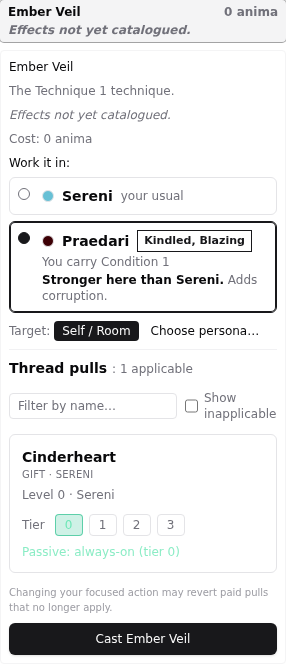 Ember Veil 0 anima
Effects not yet catalogued.
Ember Veil
The Technique 1 technique.
Effects not yet catalogued.
Cost: 0 anima
Work it in:
Sereni your usual
Praedari Kindled, Blazing
You carry Condition 1
Stronger here than Sereni. Adds
corruption.
Target: Self / Room Choose persona...
Thread pulls : 1 applicable
Filter by name... Show
inapplicable
Cinderheart
GIFT · SERENI
Level 0 · Sereni
Tier 0 1 2 3
Passive: always-on (tier 0)
Changing your focused action may revert paid pulls
that no longer apply.
Cast Ember Veil